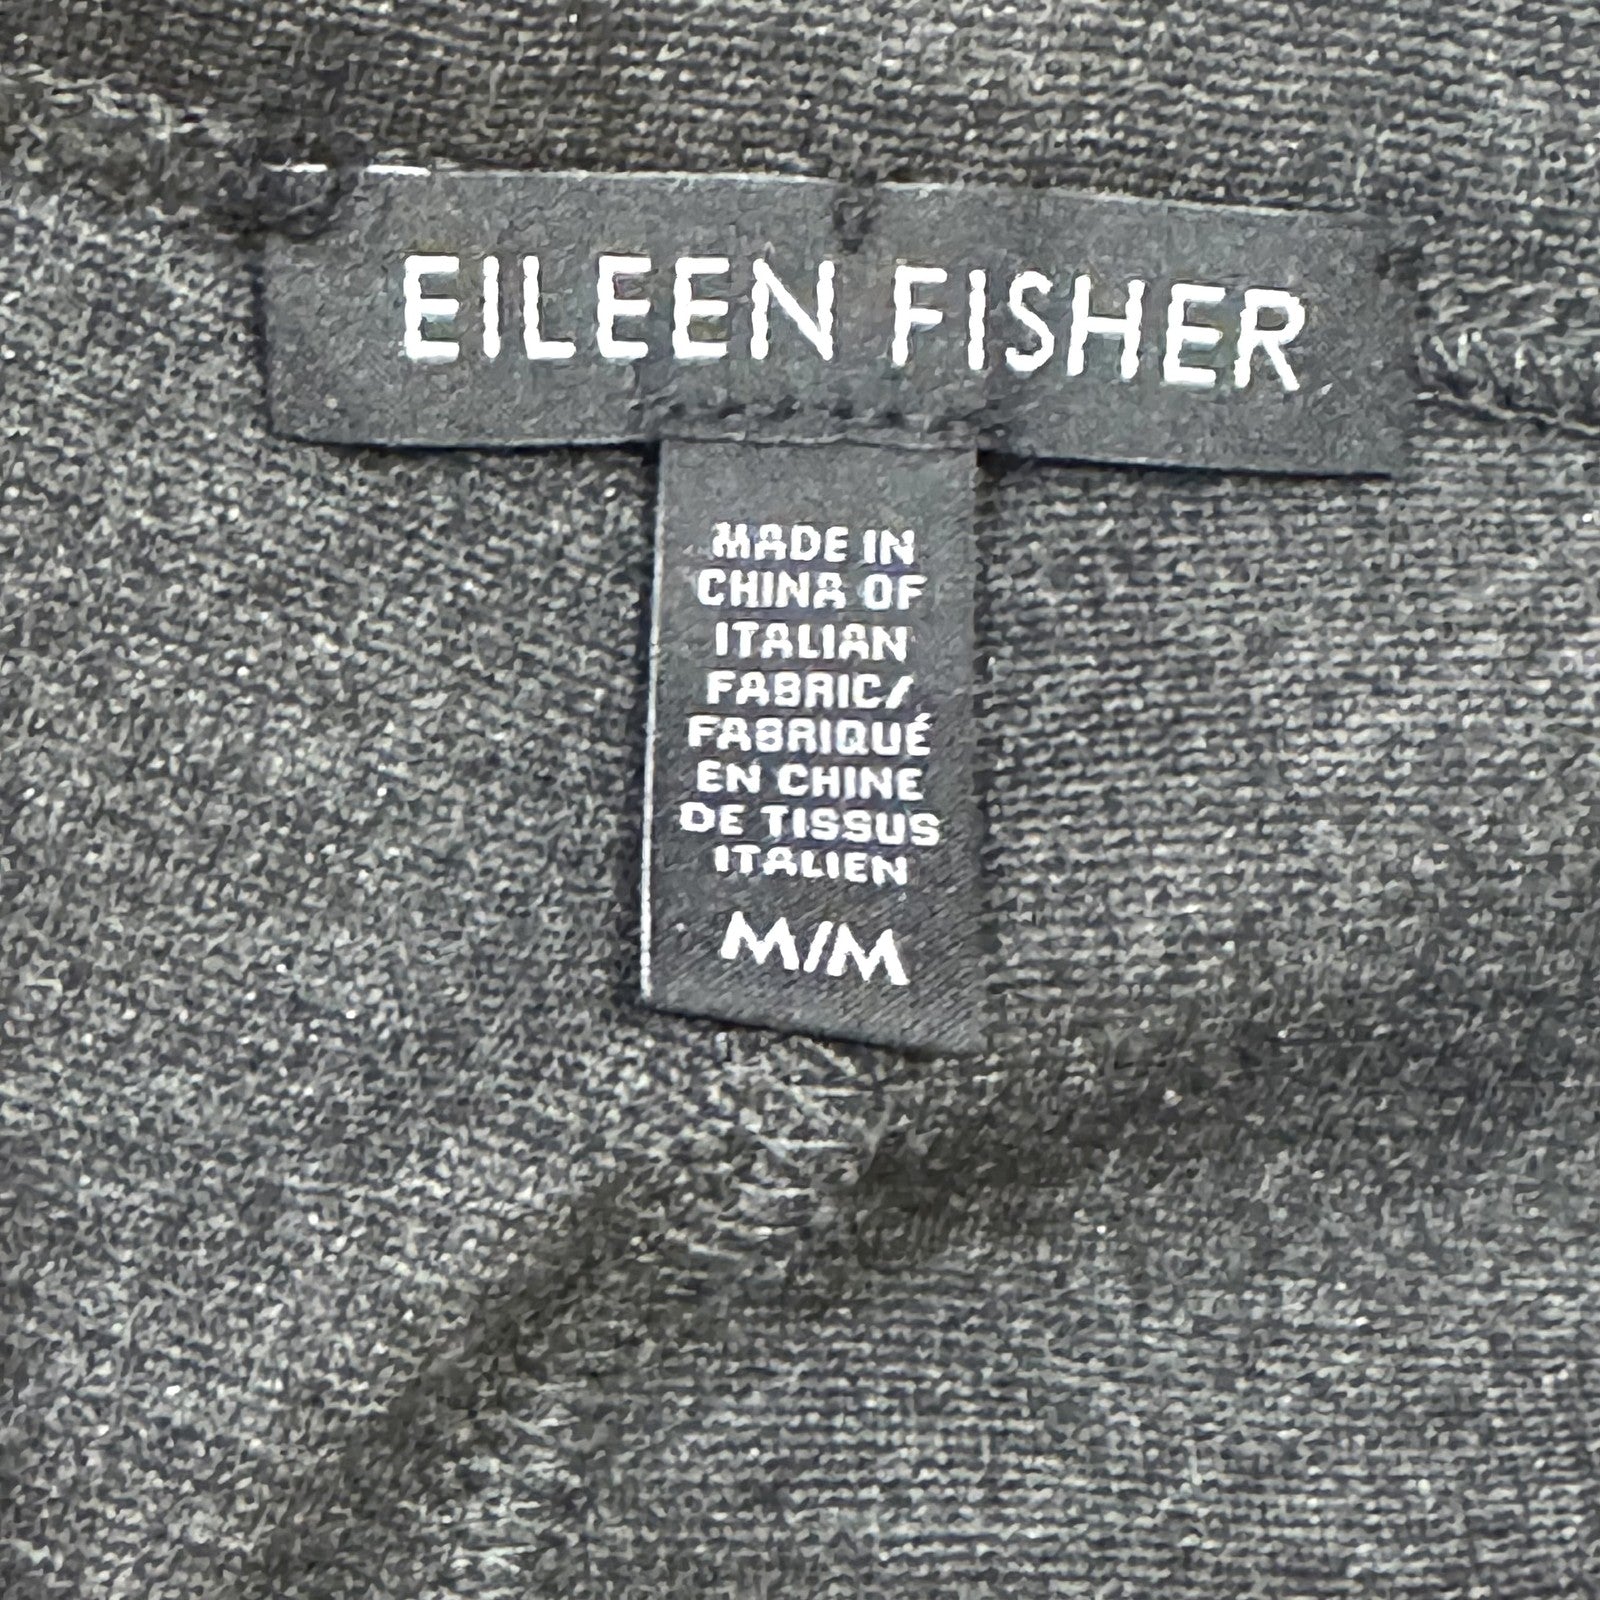 EILEEN FISHER
MADE IN
CHINA OF
ITALIAN
FABRIC/
FABRIQUÉ
EN CHINE
DE TISSUS
ITALIEN
M/M